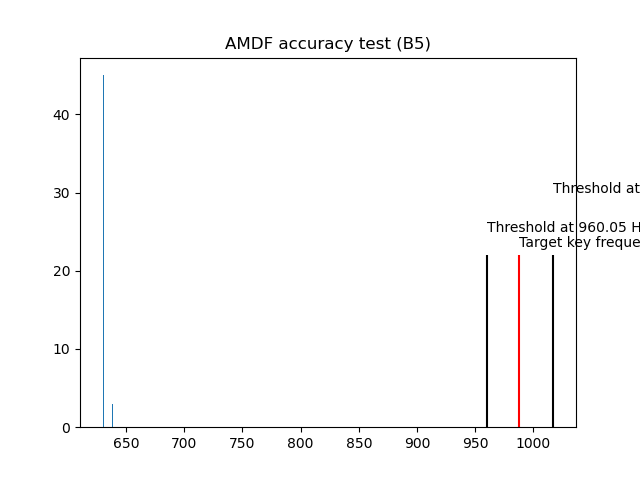 AMDF accuracy test (B5)
40
Threshold at
30
Threshold at 960.05 H
Target key freque
20
10
0
650 700 750 800 850 900 950 1000